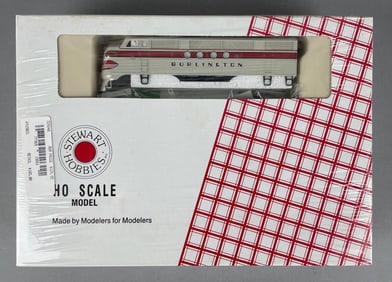 BURLINGTON
STEWART
HOBBIES
HO SCALE
MODEL
Made by Modelers for Modelers